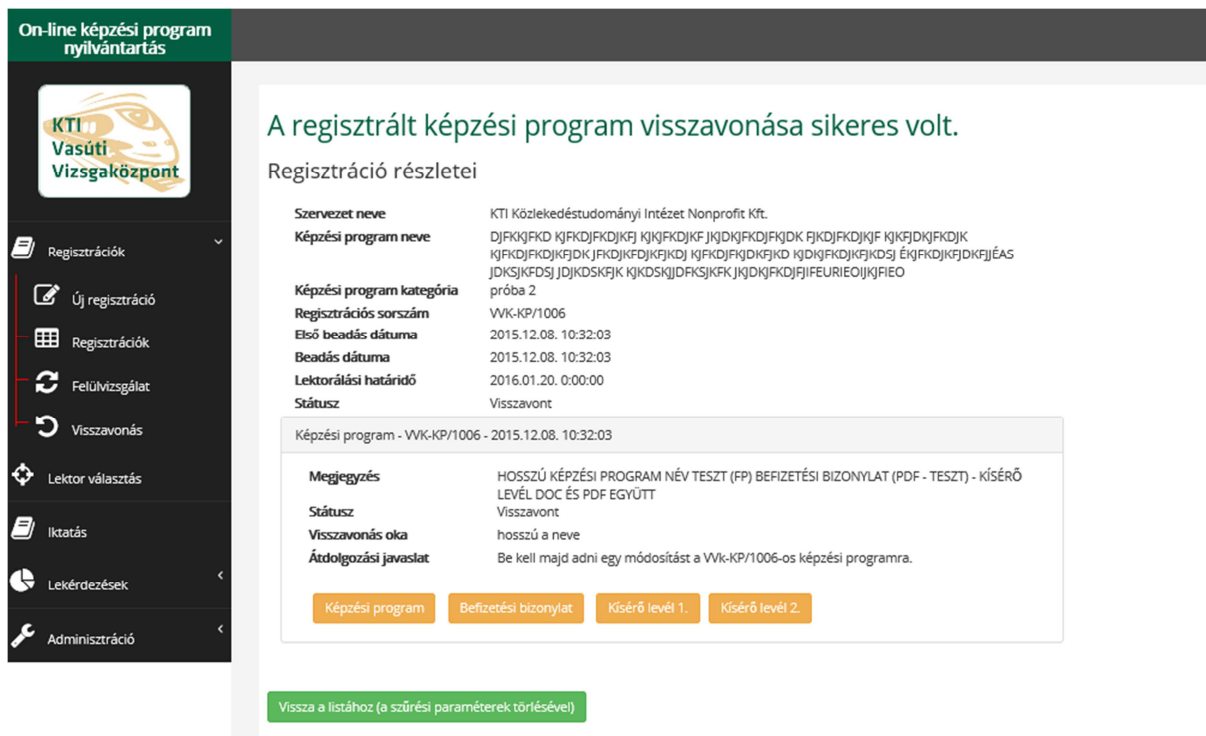 On-line képzési program
nyilvántartás
KTI
Vasúti
Vizsgaközpont
Regisztrációk
Új regisztráció
Regisztrációk
Felülvizsgálat
Visszavonás
Lektor választás
Iktatás
Lekérdezések
Adminisztráció
A regisztrált képzési program visszavonása sikeres volt.
Regisztráció részletei
Szervezet neve KTI Közlekedéstudományi Intézet Nonprofit Kft.
Képzési program neve DJFKKJFKD KJFKDJFKDJKFJ KJKJFKDJKF JKJDKJFKDJFKJDK FJKDJFKDJKJF KJKFJDKJFKDJK
KJFKDJFKDJKFJDK JFKDJKFDJKFJKDJ KJFKDJFKJDKFJKD KJDKJFKDJKFJKDSJ ÉKJFKDJKFJDKFJJÉAS
JDKSJKFDSJ JDJKDSKFJK KJKDSKJJDFKSJKFK JKJDKJFKDJFJIFEURIEOIJKJFIEO
Képzési program kategória próba 2
Regisztrációs sorszám VVK-KP/1006
Első beadás dátuma 2015.12.08. 10:32:03
Beadás dátuma 2015.12.08. 10:32:03
Lektorálási határidő 2016.01.20. 0:00:00
Státusz Visszavont
Képzési program - VVK-KP/1006 - 2015.12.08. 10:32:03
Megjegyzés HOSSZÚ KÉPZÉSI PROGRAM NÉV TESZT (FP) BEFIZETÉSI BIZONYLAT (PDF - TESZT) - KÍSÉRŐ
LEVÉL DOC ÉS PDF EGYÜTT
Státusz Visszavont
Visszavonás oka hosszú a neve
Átdolgozási javaslat Be kell majd adni egy módosítást a VVk-KP/1006-os képzési programra.
Képzési program Befizetési bizonylat Kísérő levél 1. Kísérő levél 2.
Vissza a listához (a szűrési paraméterek törlésével)